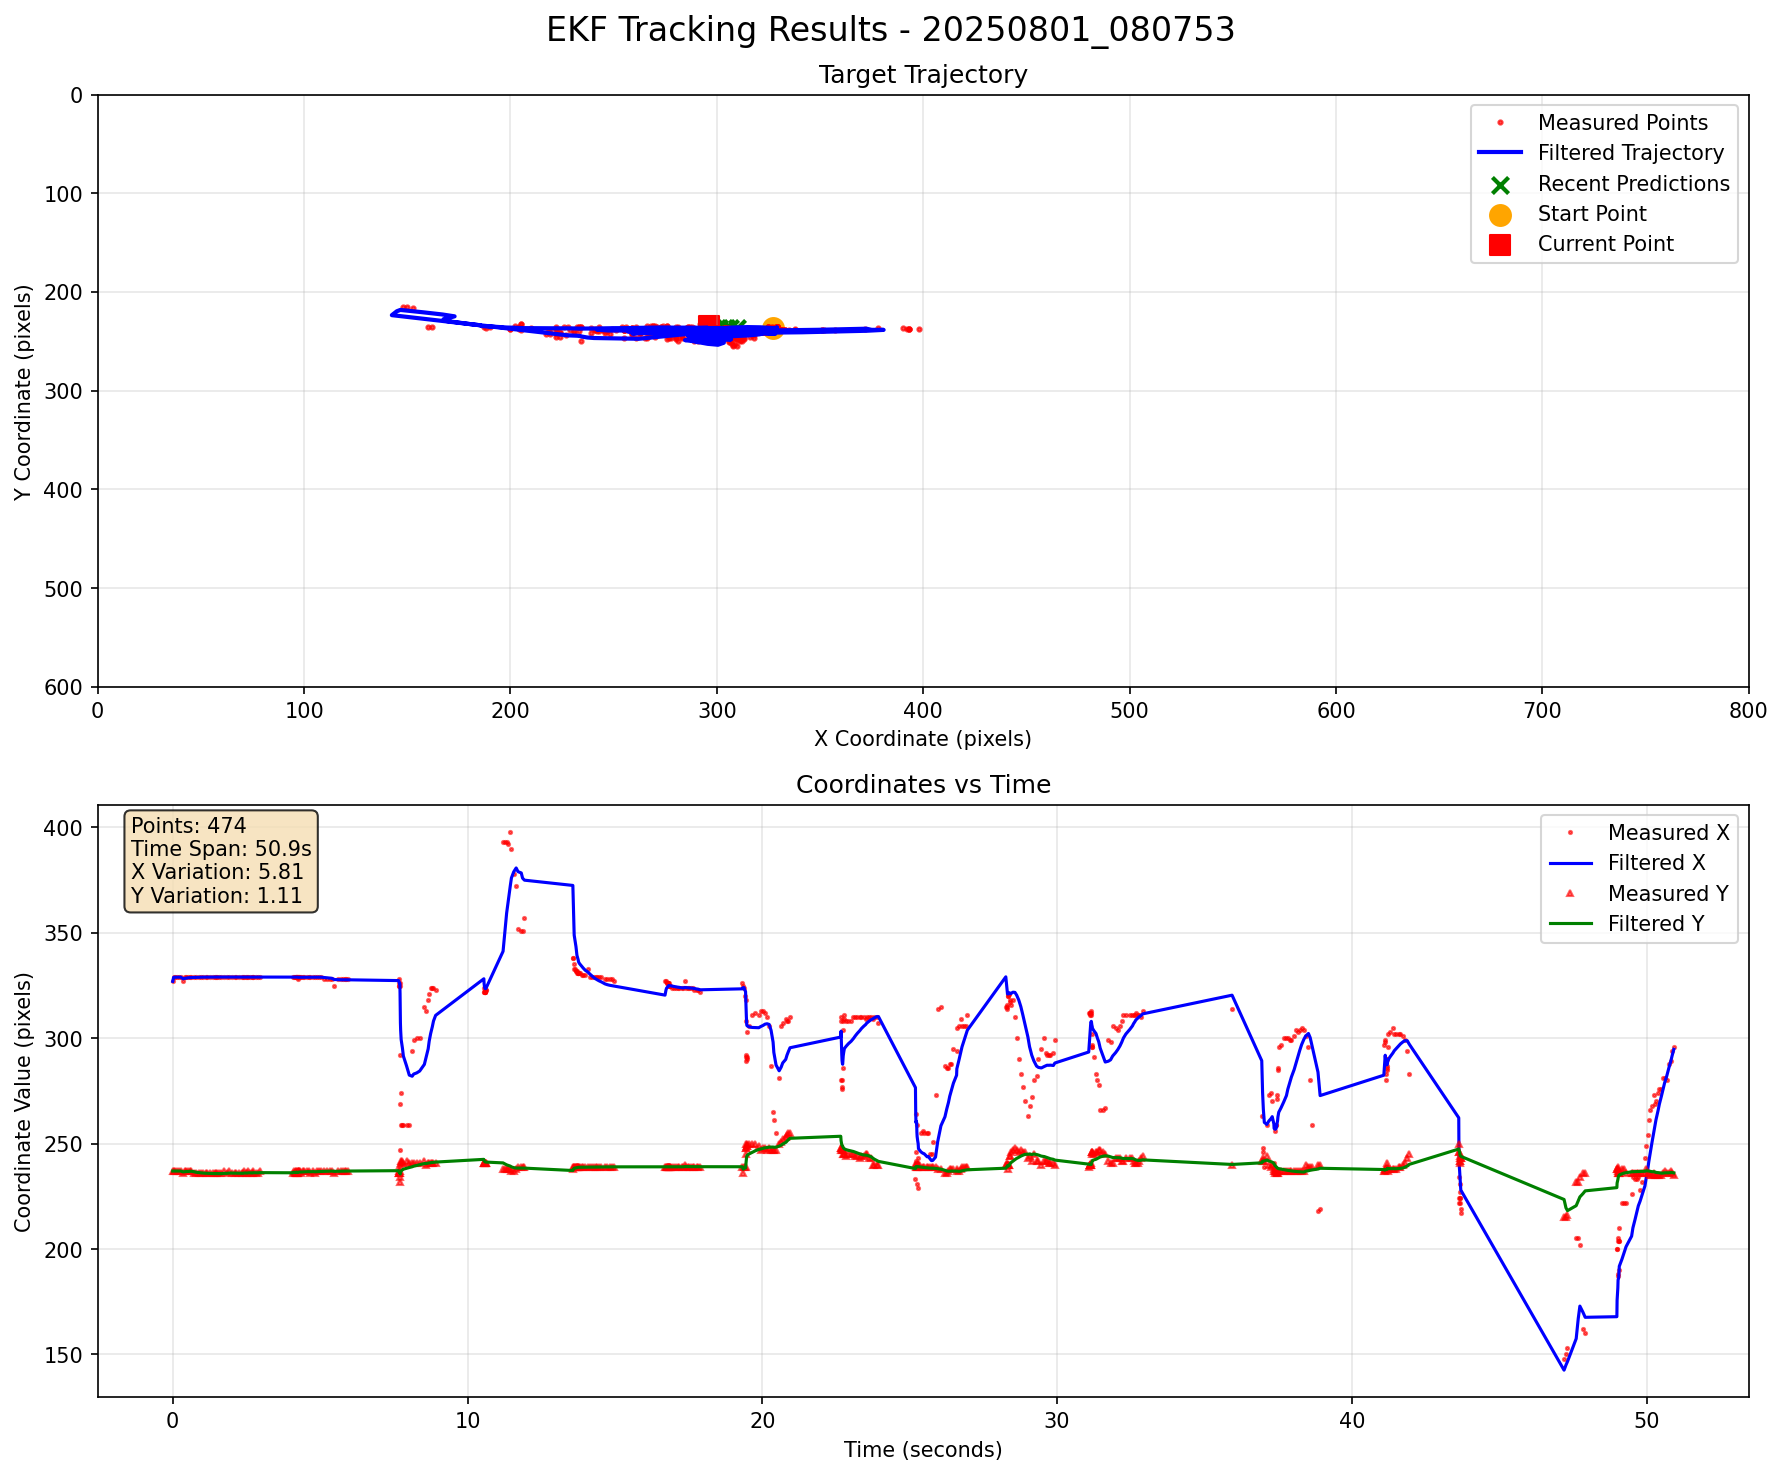 EKF Tracking Results - 20250801_080753
Target Trajectory
0
100
200
300
400
500
600
Y Coordinate (pixels)
Measured Points
Filtered Trajectory
Recent Predictions
Start Point
Current Point
0 100 200 300 400 500 600 700 800
X Coordinate (pixels)
Coordinates vs Time
400
350
300
250
200
150
Coordinate Value (pixels)
Points: 474
Time Span: 50.9s
X Variation: 5.81
Y Variation: 1.11
Measured X
Filtered X
Measured Y
Filtered Y
0 10 20 30 40 50
Time (seconds)